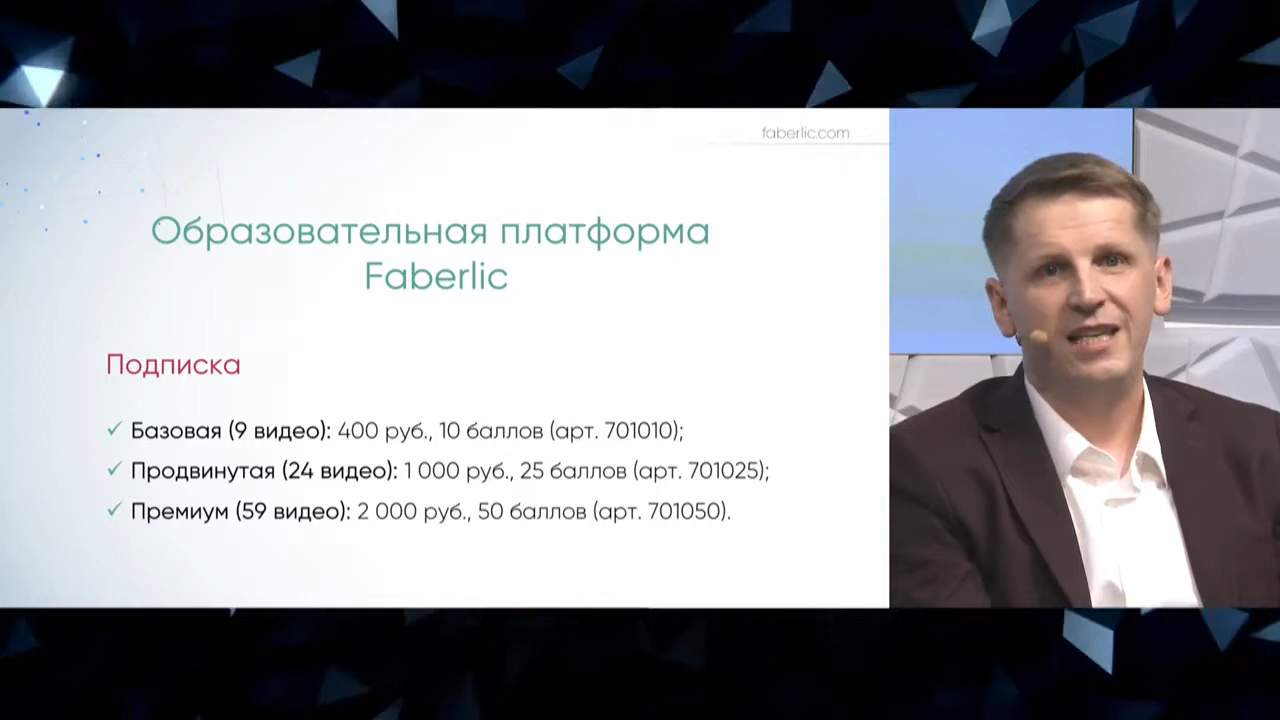 faberlic.com
Образовательная платформа
Faberlic
Подписка
✓ Базовая (9 видео): 400 руб., 10 баллов (арт. 701010);
✓ Продвинутая (24 видео): 1 000 руб., 25 баллов (арт. 701025);
✓ Премиум (59 видео): 2 000 руб., 50 баллов (арт. 701050).